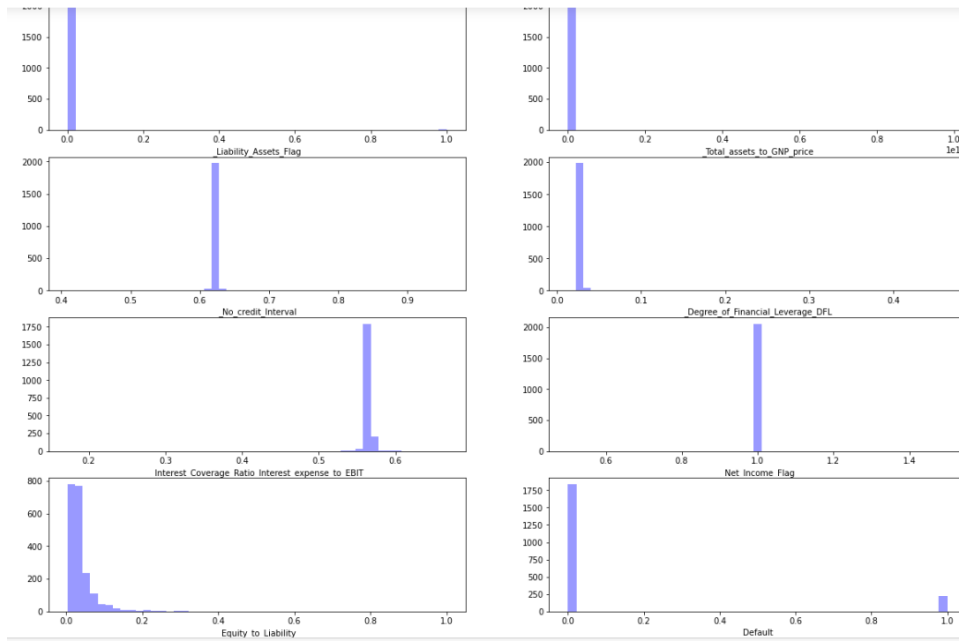 2000
1500
1000
500
0
0.0 0.2 0.4 0.6 0.8 1.0
_Liability_Assets_Flag
2000
1500
1000
500
0
0.0 0.2 0.4 0.6 0.8 1.0
1e1
_Total_assets_to_GNP_price
2000
1500
1000
500
0
0.4 0.5 0.6 0.7 0.8 0.9
_No_credit_Interval
2000
1500
1000
500
0
0.0 0.1 0.2 0.3 0.4
_Degree_of_Financial_Leverage_DFL
1750
1500
1250
1000
750
500
250
0
0.2 0.3 0.4 0.5 0.6
Interest_Coverage_Ratio_Interest_expense_to_EBIT
2000
1500
1000
500
0
0.6 0.8 1.0 1.2 1.4
Net_Income_Flag
800
600
400
200
0
0.0 0.2 0.4 0.6 0.8 1.0
Equity_to_Liability
1750
1500
1250
1000
750
500
250
0
0.0 0.2 0.4 0.6 0.8 1.0
Default